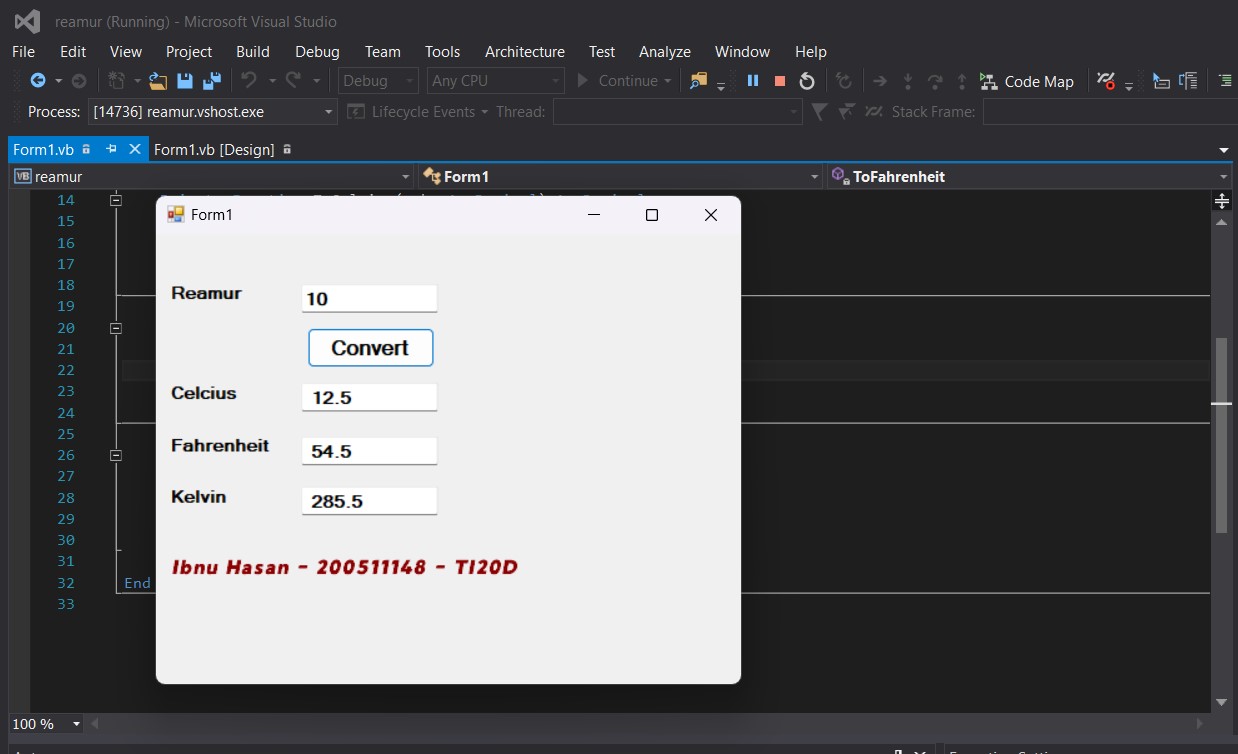 reamur (Running) - Microsoft Visual Studio
File Edit View Project Build Debug Team Tools Architecture Test Analyze Window Help
Debug Any CPU Continue Code Map
Process: [14736] reamur.vshost.exe Lifecycle Events Thread: Stack Frame:
Form1.vb Form1.vb [Design]
VB reamur Form1 ToFahrenheit
14
Form1
15
16
17
18
Reamur 10
19
20
21
Convert
22
23
Celcius 12.5
24
25
Fahrenheit 54.5
26
27
28
Kelvin 285.5
29
30
31
Ibnu Hasan - 200511148 - TI20D
32 End
33
100 %